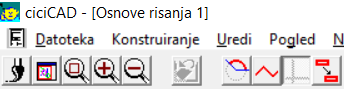 ciciCAD - [Osnove risanja 1]
Datoteka Konstruiranje Uredi Pogled N